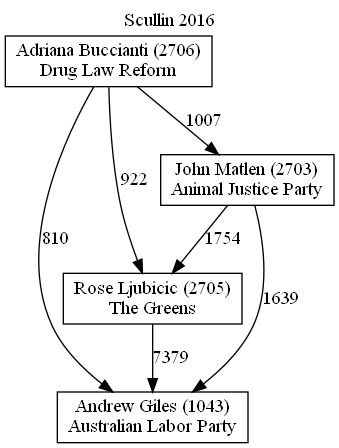 Scullin 2016
Adriana Buccianti (2706)
Drug Law Reform
1007
John Matlen (2703)
Animal Justice Party
922
810
1754
Rose Ljubicic (2705)
The Greens
1639
7379
Andrew Giles (1043)
Australian Labor Party